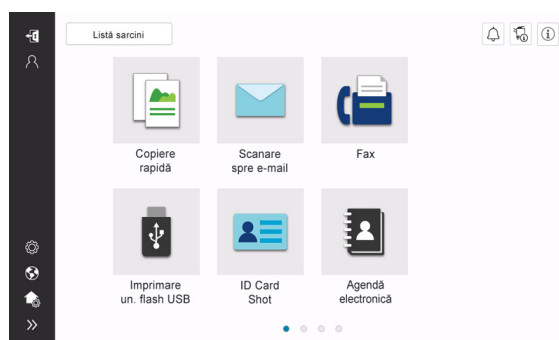 Listă sarcini
Copiere
rapidă
Scanare
spre e-mail
Fax
Imprimare
un. flash USB
ID Card
Shot
Agendă
electronică